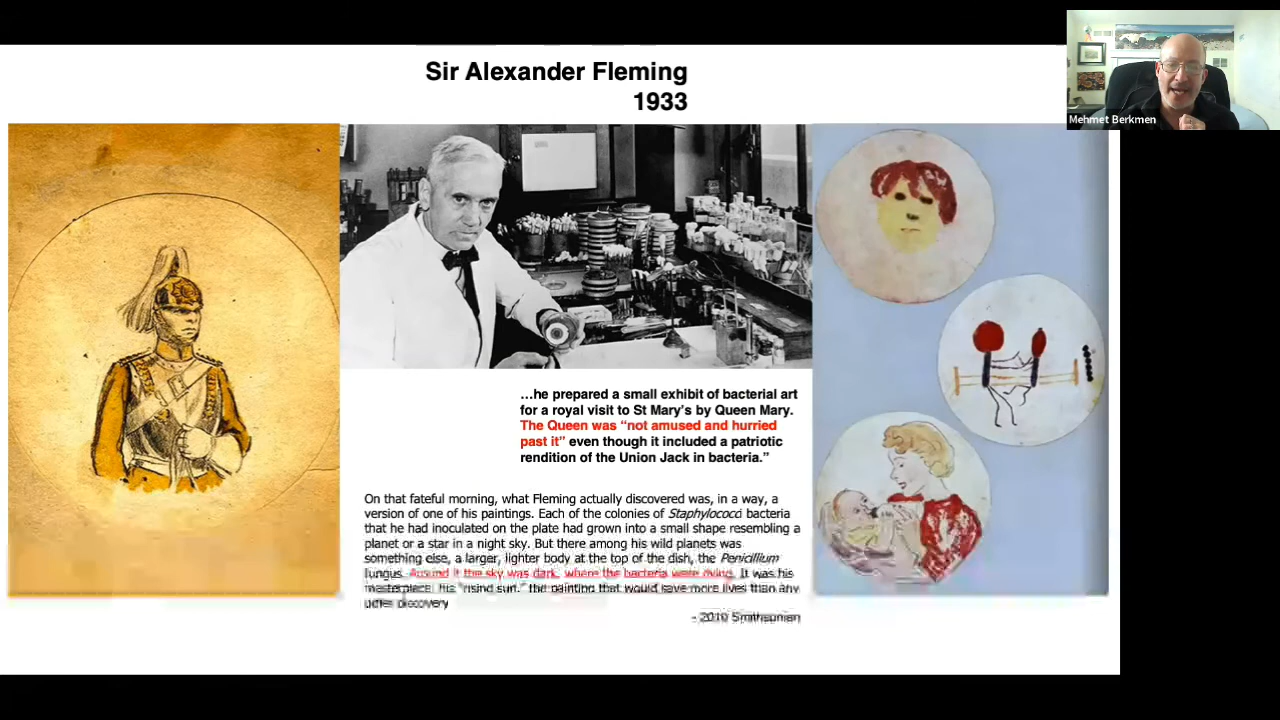 Sir Alexander Fleming
1933
Mehmet Berkmen
…he prepared a small exhibit of bacterial art
for a royal visit to St Mary's by Queen Mary.
The Queen was “not amused and hurried
past it” even though it included a patriotic
rendition of the Union Jack in bacteria.”
On that fateful morning, what Fleming actually discovered was, in a way, a
version of one of his paintings. Each of the colonies of Staphylococci bacteria
that he had inoculated on the plate had grown into a small shape resembling a
planet or a star in a night sky. But there among his wild planets was
something else, a larger, lighter body at the top of the dish, the Penicillium
fungus. Around it the sky was dark, where the bacteria were dying. It was his
masterpiece, his “rising sun,” the painting that would save more lives than any
other discovery
- 2010 Smithsonian